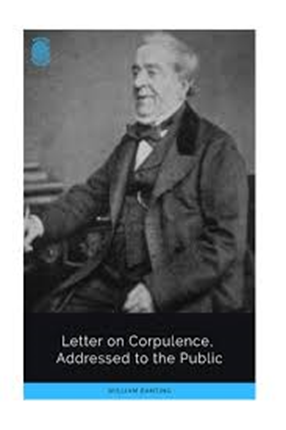 Letter on Corpulence,
Addressed to the Public
WILLIAM BANTING